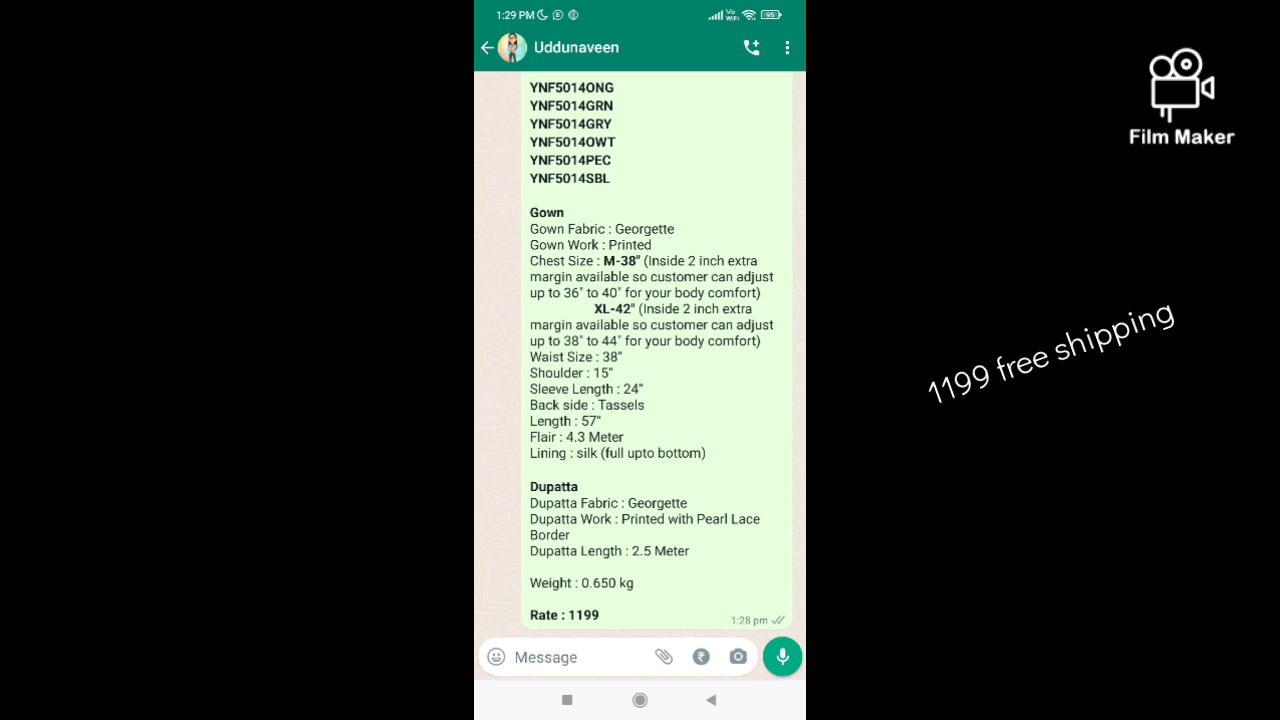 1:29 PM
Vo
WiFi
95
Uddunaveen
YNF5014ONG
YNF5014GRN
YNF5014GRY
YNF5014OWT
YNF5014PEC
YNF5014SBL
Gown
Gown Fabric : Georgette
Gown Work : Printed
Chest Size : M-38" (Inside 2 inch extra
margin available so customer can adjust
up to 36" to 40" for your body comfort)
XL-42" (Inside 2 inch extra
margin available so customer can adjust
up to 38" to 44" for your body comfort)
Waist Size : 38"
Shoulder : 15"
Sleeve Length : 24"
Back side : Tassels
Length : 57"
Flair : 4.3 Meter
Lining : silk (full upto bottom)
Dupatta
Dupatta Fabric : Georgette
Dupatta Work : Printed with Pearl Lace
Border
Dupatta Length : 2.5 Meter
Weight : 0.650 kg
Rate : 1199
1:28 pm
Message
₹
Film Maker
1199 free shipping